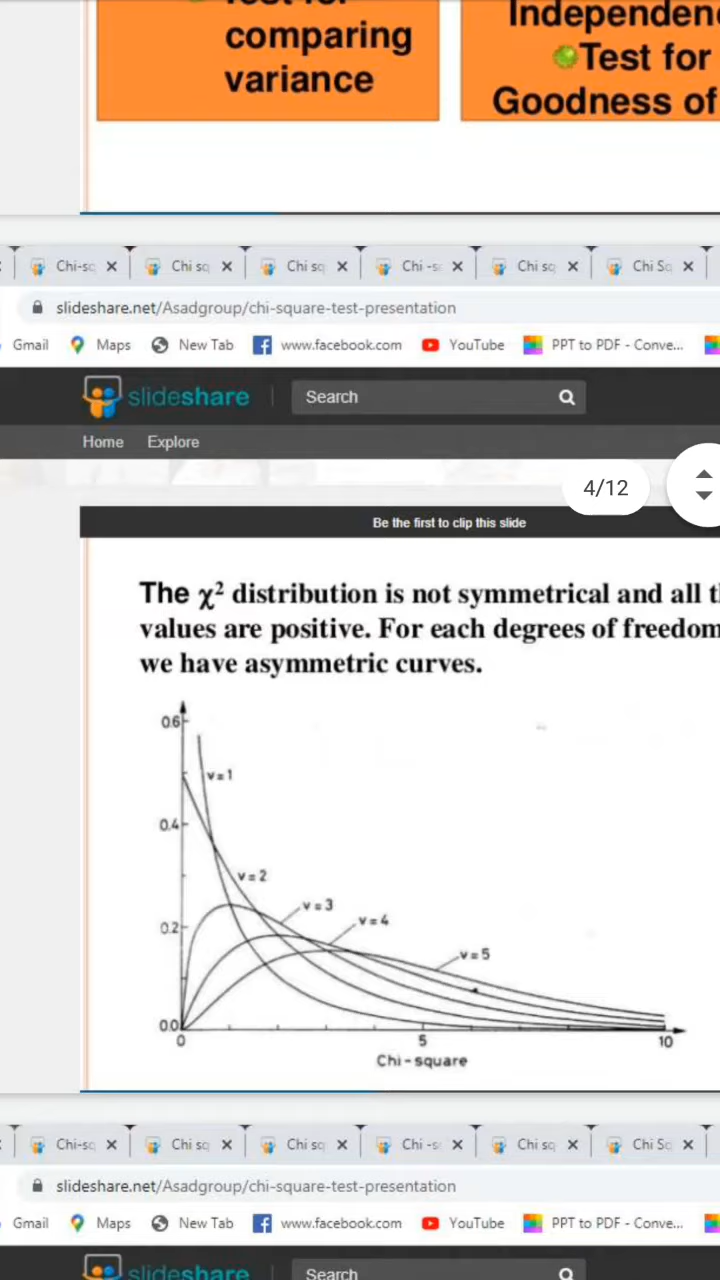 comparing
variance
Test for
Goodness of
Chi-sq
Chi sq
Chi sq
Chi -s
Chi sq
Chi Sq
slideshare.net/Asadgroup/chi-square-test-presentation
Gmail Maps New Tab www.facebook.com YouTube PPT to PDF - Conve...
slideshare Search
Home Explore
4/12
Be the first to clip this slide
The χ² distribution is not symmetrical and all
values are positive. For each degrees of freedom
we have asymmetric curves.
0.6
v=1
0.4
v=2
v=3
v=4
0.2
v=5
0.0
0 5 10
Chi-square
Chi-sq
Chi sq
Chi sq
Chi -s
Chi sq
Chi Sq
slideshare.net/Asadgroup/chi-square-test-presentation
Gmail Maps New Tab www.facebook.com YouTube PPT to PDF - Conve...
slideshare Search